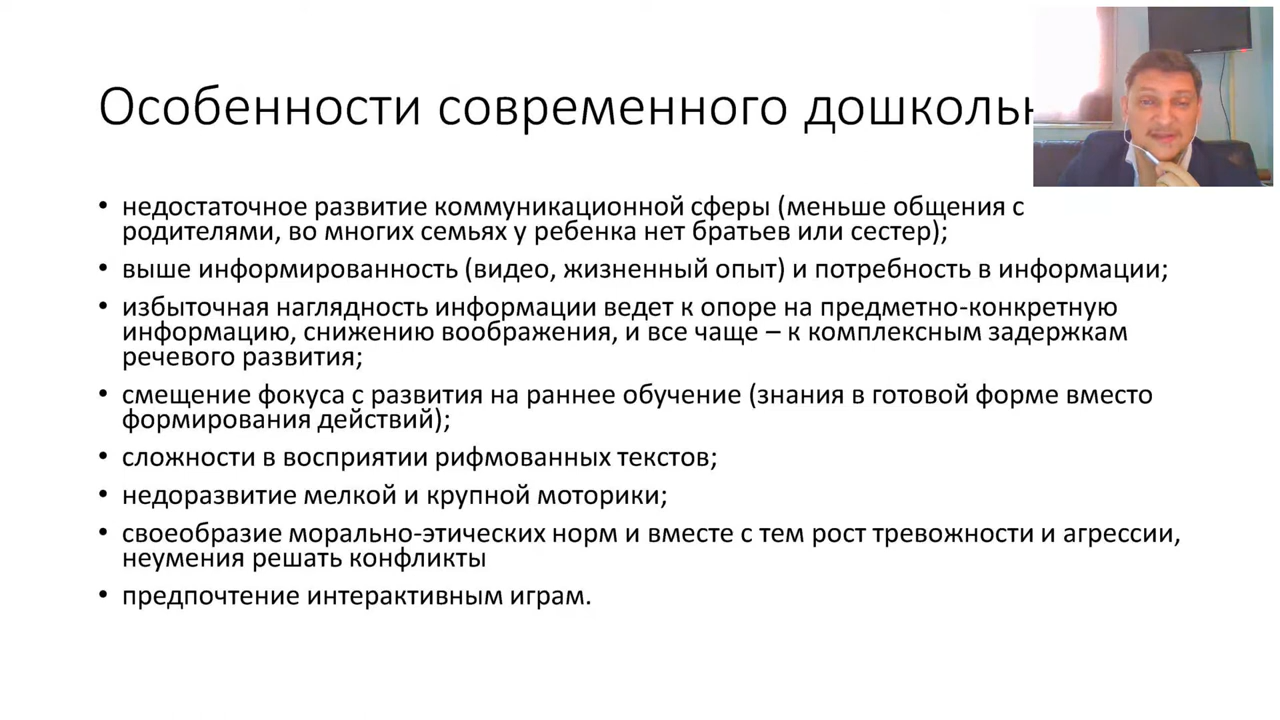 Особенности современного дошкольн
• недостаточное развитие коммуникационной сферы (меньше общения с
родителями, во многих семьях у ребенка нет братьев или сестер);
• выше информированность (видео, жизненный опыт) и потребность в информации;
• избыточная наглядность информации ведет к опоре на предметно-конкретную
информацию, снижению воображения, и все чаще – к комплексным задержкам
речевого развития;
• смещение фокуса с развития на раннее обучение (знания в готовой форме вместо
формирования действий);
• сложности в восприятии рифмованных текстов;
• недоразвитие мелкой и крупной моторики;
• своеобразие морально-этических норм и вместе с тем рост тревожности и агрессии,
неумения решать конфликты
• предпочтение интерактивным играм.